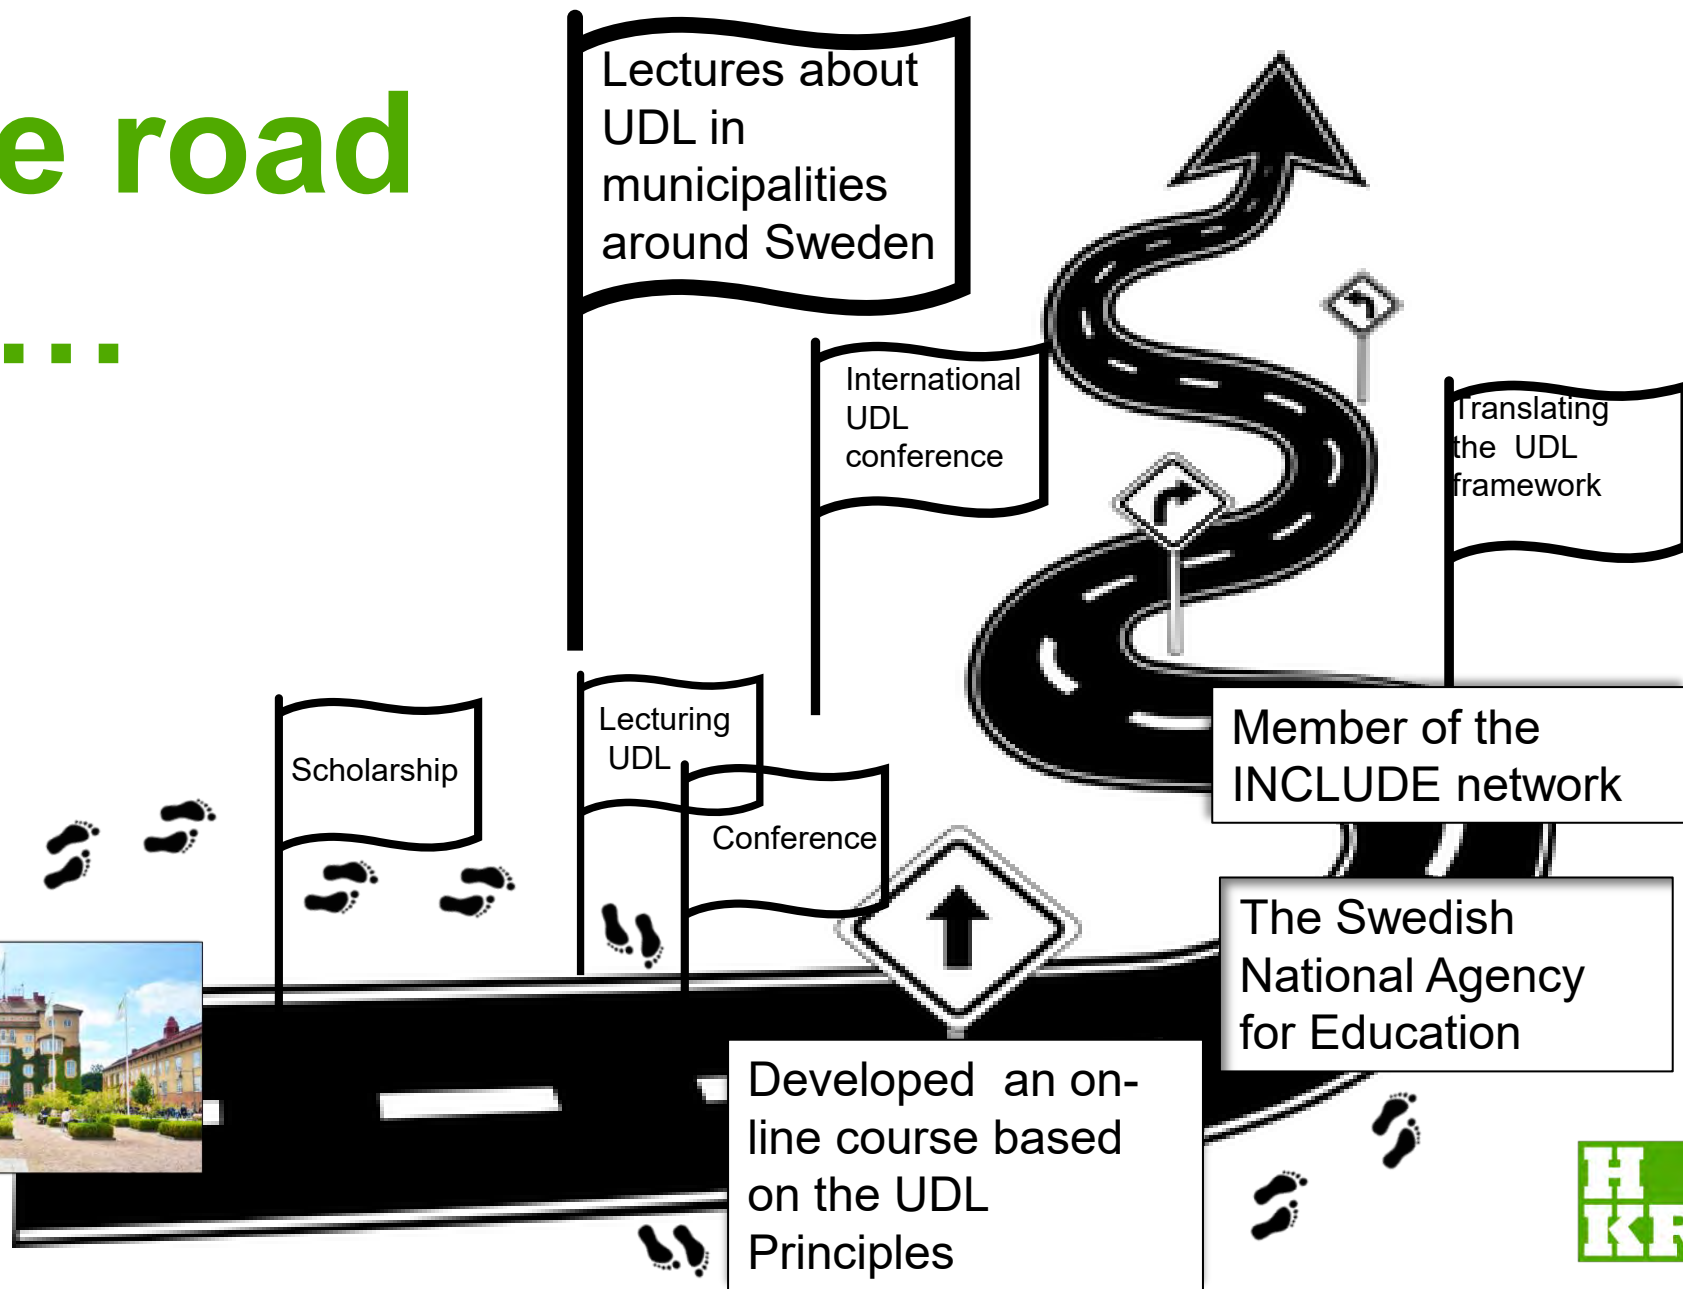 e road
...
Lectures about
UDL in
municipalities
around Sweden
International
UDL
conference
Translating
the UDL
framework
Scholarship
Lecturing
UDL
Conference
Member of the
INCLUDE network
The Swedish
National Agency
for Education
Developed an on-
line course based
on the UDL
Principles
H
KR